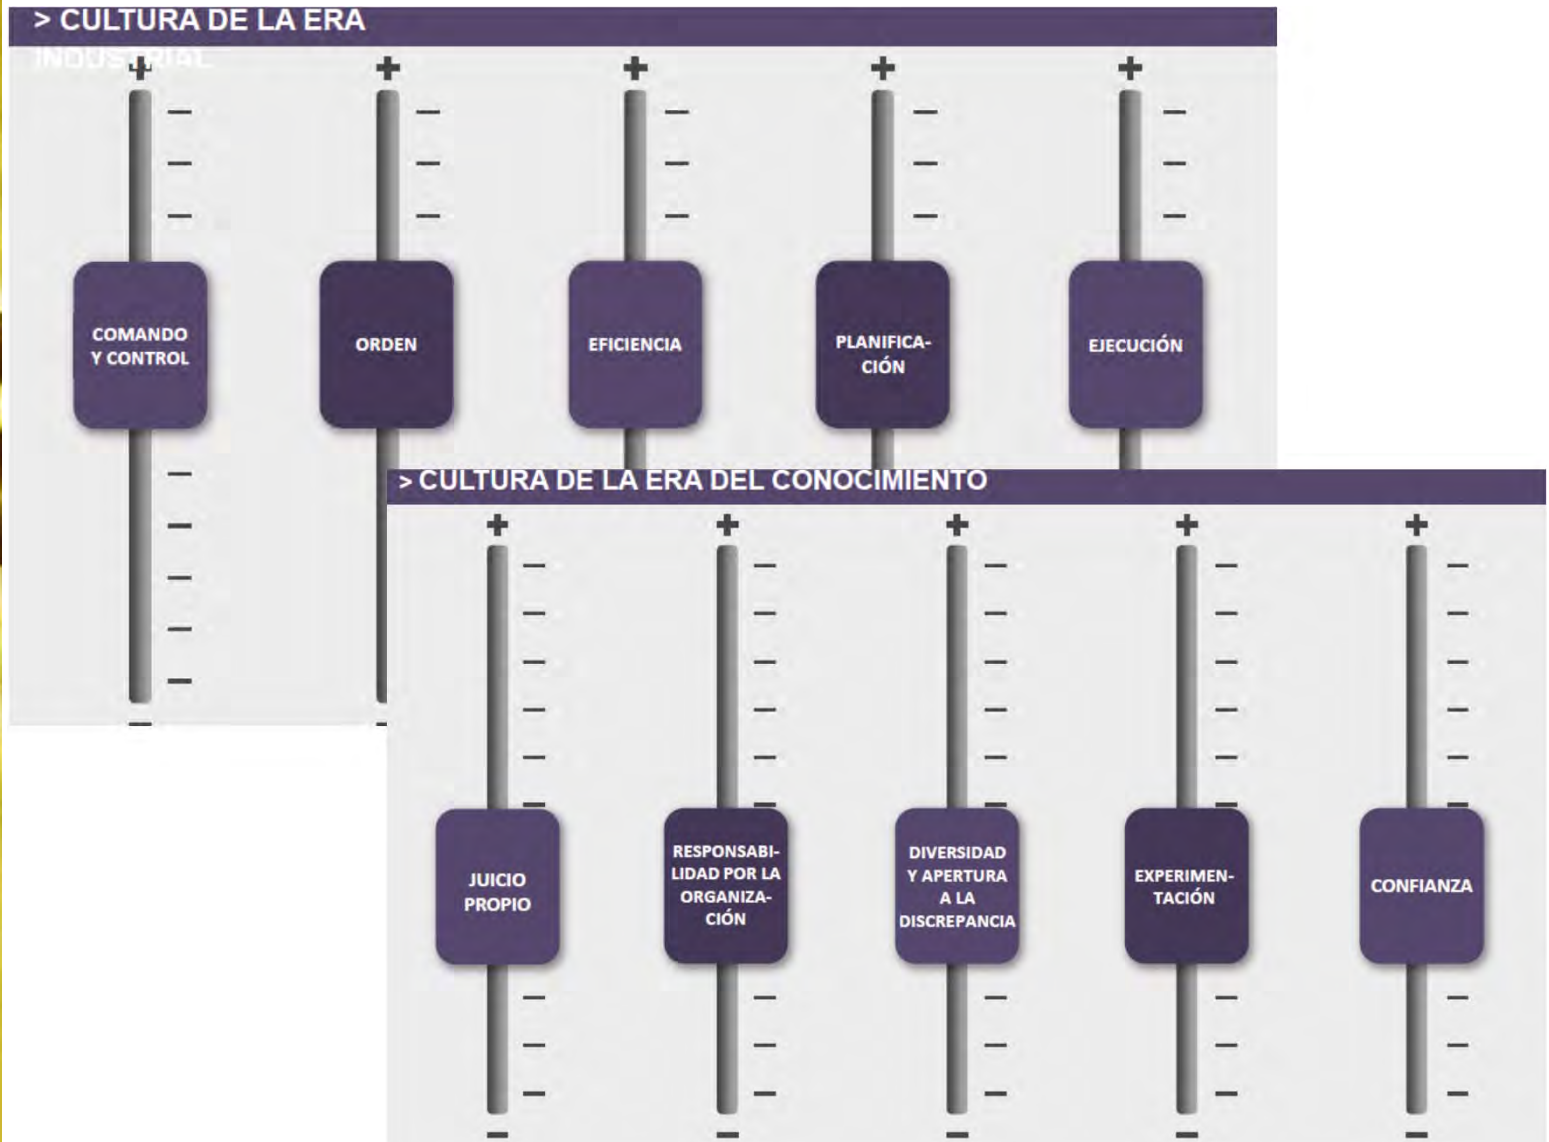 > CULTURA DE LA ERA
INDUSTRIAL
COMANDO
Y CONTROL
ORDEN
EFICIENCIA
PLANIFICA-
CIÓN
EJECUCIÓN
> CULTURA DE LA ERA DEL CONOCIMIENTO
JUICIO
PROPIO
RESPONSABI-
LIDAD POR LA
ORGANIZA-
CIÓN
DIVERSIDAD
Y APERTURA
A LA
DISCREPANCIA
EXPERIMEN-
TACIÓN
CONFIANZA